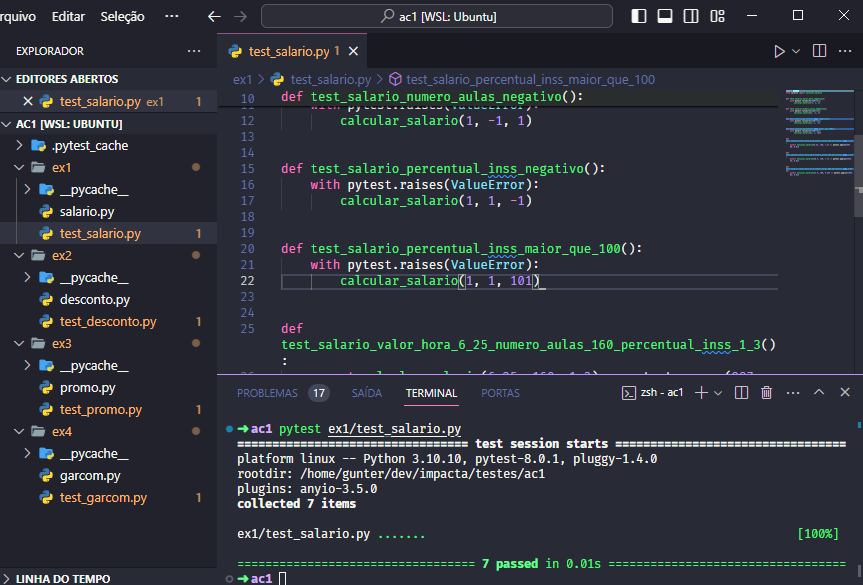 rquivo Editar Seleção ··· ac1 [WSL: Ubuntu]
EXPLORADOR ···
EDITORES ABERTOS
test_salario.py ex1 1
AC1 [WSL: UBUNTU]
.pytest_cache
ex1
__pycache__
salario.py
test_salario.py 1
ex2
__pycache__
desconto.py
test_desconto.py 1
ex3
__pycache__
promo.py
test_promo.py 1
ex4
__pycache__
garcom.py
test_garcom.py 1
LINHA DO TEMPO
test_salario.py 1
ex1 > test_salario.py > test_salario_percentual_inss_maior_que_100
10 def test_salario_numero_aulas_negativo():
with pytest.raises(ValueError):
12 calcular_salario(1, -1, 1)
13
14
15 def test_salario_percentual_inss_negativo():
16 with pytest.raises(ValueError):
17 calcular_salario(1, 1, -1)
18
19
20 def test_salario_percentual_inss_maior_que_100():
21 with pytest.raises(ValueError):
22 calcular_salario(1, 1, 101)
23
24
25 def
test_salario_valor_hora_6_25_numero_aulas_160_percentual_inss_1_3()
:
PROBLEMAS 17 SAÍDA TERMINAL PORTAS zsh - ac1
➜ ac1 pytest ex1/test_salario.py
============================== test session starts ==============================
platform linux -- Python 3.10.10, pytest-8.0.1, pluggy-1.4.0
rootdir: /home/gunter/dev/impacta/testes/ac1
plugins: anyio-3.5.0
collected 7 items
ex1/test_salario.py ....... [100%]
=============================== 7 passed in 0.01s ===============================
➜ ac1